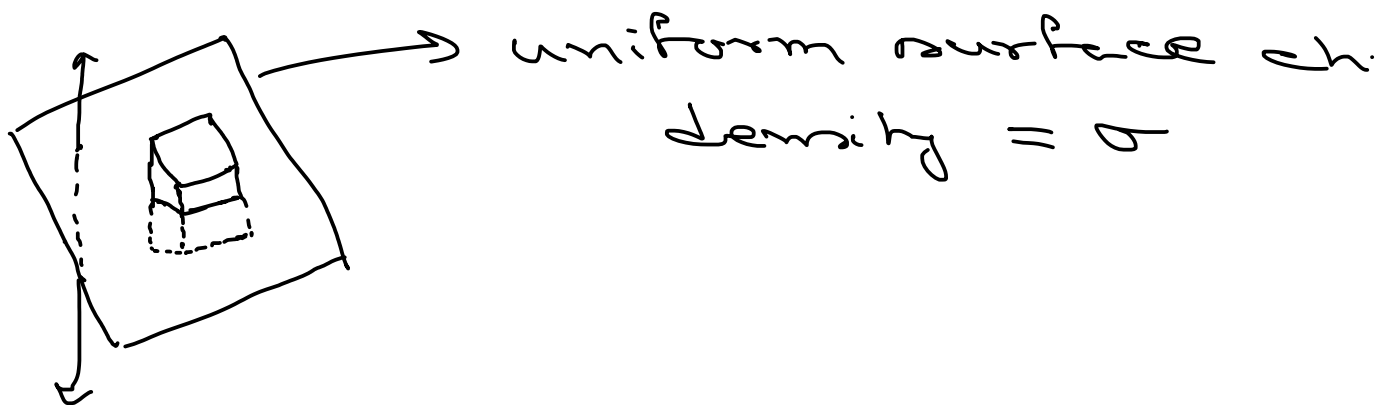 uniform surface ch.
density = σ